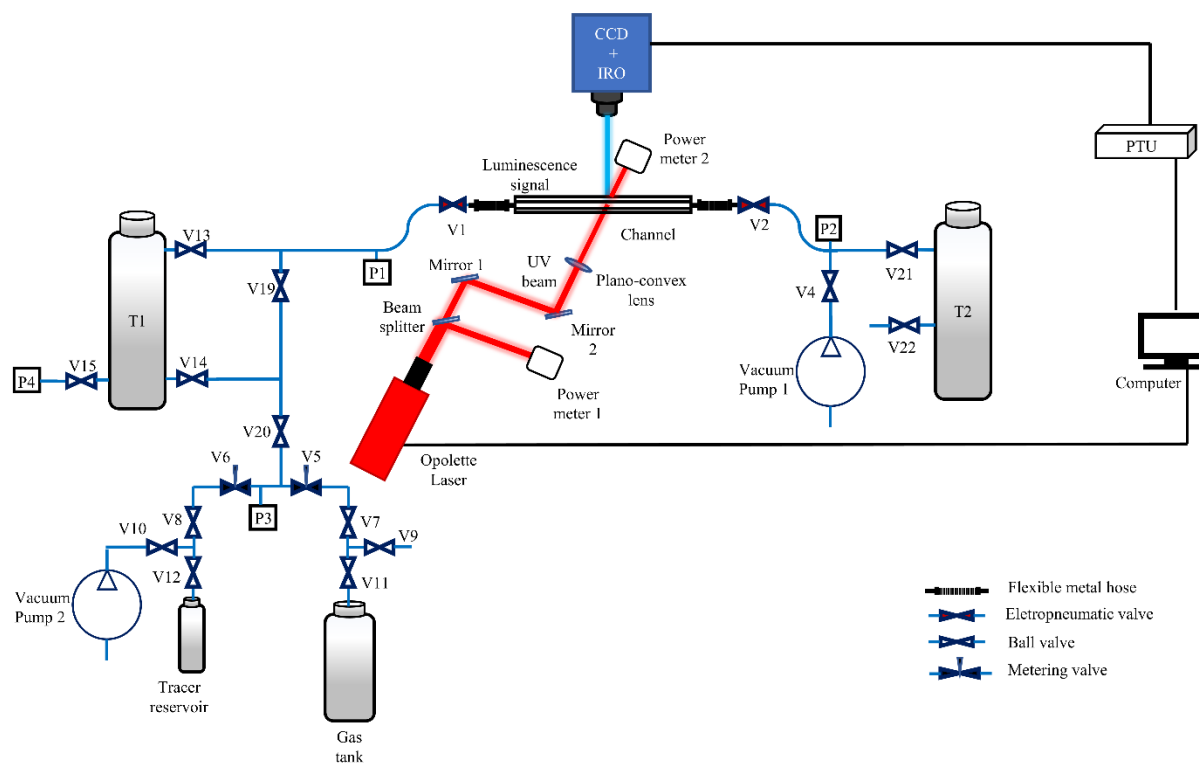 CCD
+
IRO
Power
meter 2
PTU
Luminescence
signal
V1
V2
Channel
P1
P2
V13
V19
T1
V14
V15
P4
Mirror 1
UV
beam
Plano-convex
lens
Beam
splitter
Mirror
2
Power
meter 1
V4
V21
V22
T2
Vacuum
Pump 1
Computer
V20
Opolette
Laser
V6
V5
P3
V8
V10
V12
V7
V9
V11
Vacuum
Pump 2
Tracer
reservoir
Gas
tank
Flexible metal hose
Eletropneumatic valve
Ball valve
Metering valve